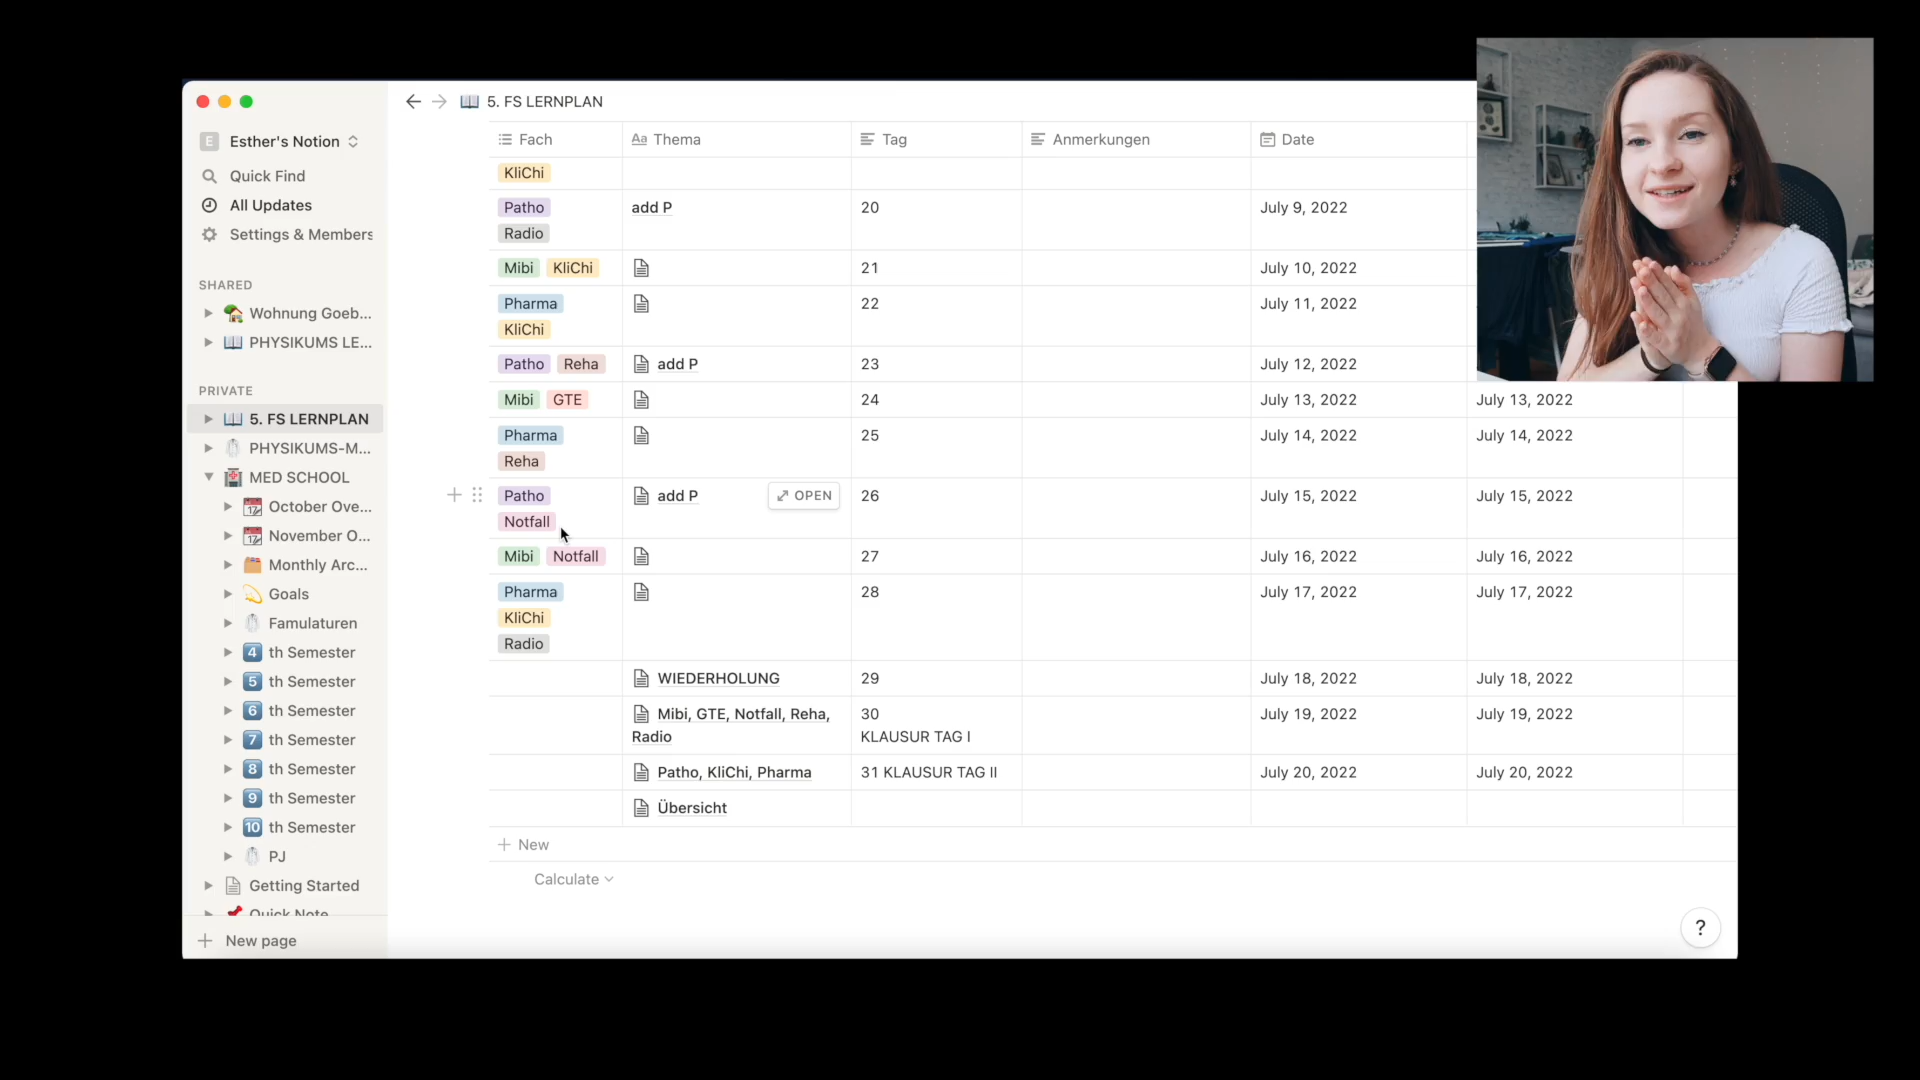 5. FS LERNPLAN
E Esther's Notion
Quick Find
All Updates
Settings & Members
SHARED
Wohnung Goeb...
PHYSIKUMS LE...
PRIVATE
5. FS LERNPLAN
PHYSIKUMS-M...
MED SCHOOL
October Ove...
November O...
Monthly Arc...
Goals
Famulaturen
4 th Semester
5 th Semester
6 th Semester
7 th Semester
8 th Semester
9 th Semester
10 th Semester
PJ
Getting Started
Quick Note
New page
Fach Aa Thema Tag Anmerkungen Date
KliChi
Patho add P 20 July 9, 2022
Radio
Mibi KliChi 21 July 10, 2022
Pharma 22 July 11, 2022
KliChi
Patho Reha add P 23 July 12, 2022
Mibi GTE 24 July 13, 2022 July 13, 2022
Pharma 25 July 14, 2022 July 14, 2022
Reha
Patho add P OPEN 26 July 15, 2022 July 15, 2022
Notfall
Mibi Notfall 27 July 16, 2022 July 16, 2022
Pharma 28 July 17, 2022 July 17, 2022
KliChi
Radio
WIEDERHOLUNG 29 July 18, 2022 July 18, 2022
Mibi, GTE, Notfall, Reha, 30 July 19, 2022 July 19, 2022
Radio KLAUSUR TAG I
Patho, KliChi, Pharma 31 KLAUSUR TAG II July 20, 2022 July 20, 2022
Übersicht
+ New
Calculate
?